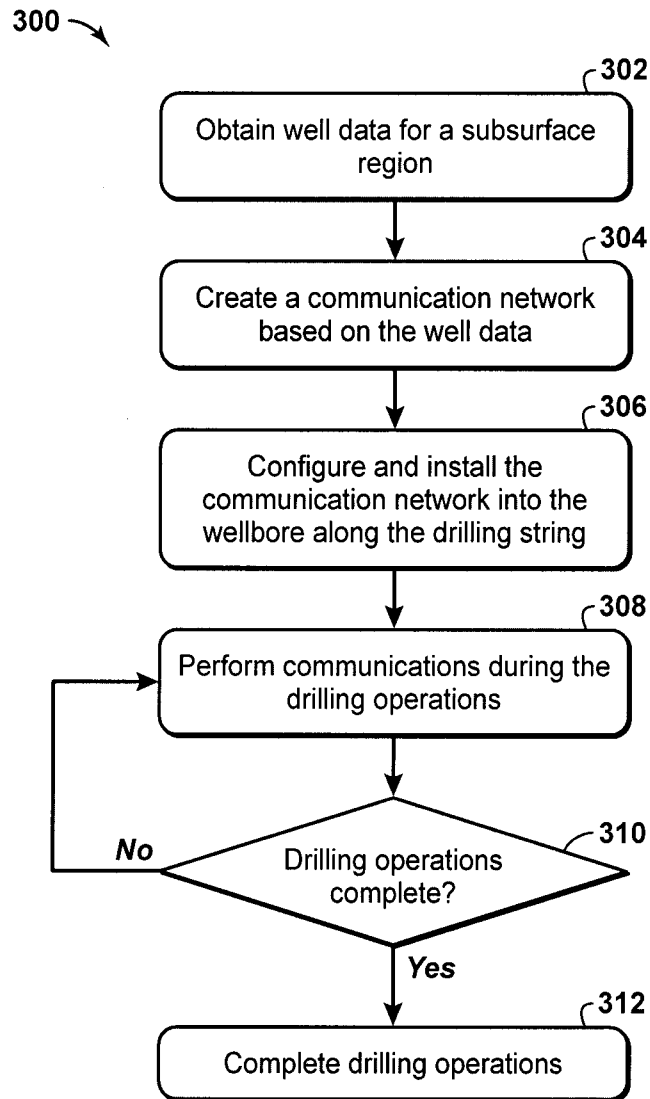 300
302
Obtain well data for a subsurface
region
304
Create a communication network
based on the well data
306
Configure and install the
communication network into the
wellbore along the drilling string
308
Perform communications during the
drilling operations
310
No
Drilling operations
complete?
Yes
312
Complete drilling operations